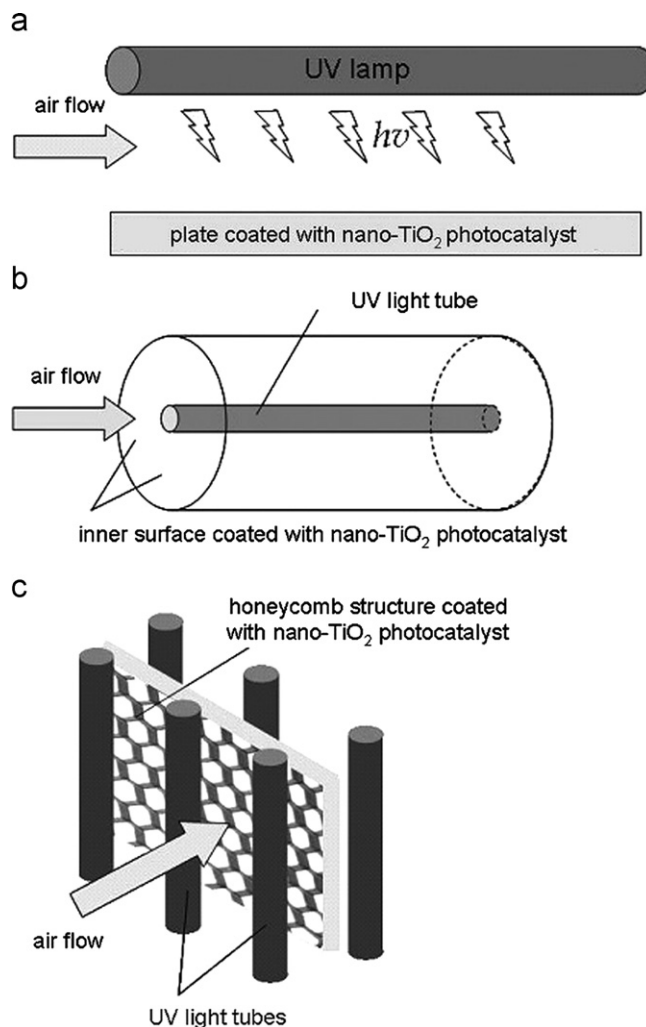 a
UV lamp
air flow
hν
plate coated with nano-TiO₂ photocatalyst
b
UV light tube
air flow
inner surface coated with nano-TiO₂ photocatalyst
c
honeycomb structure coated
with nano-TiO₂ photocatalyst
air flow
UV light tubes